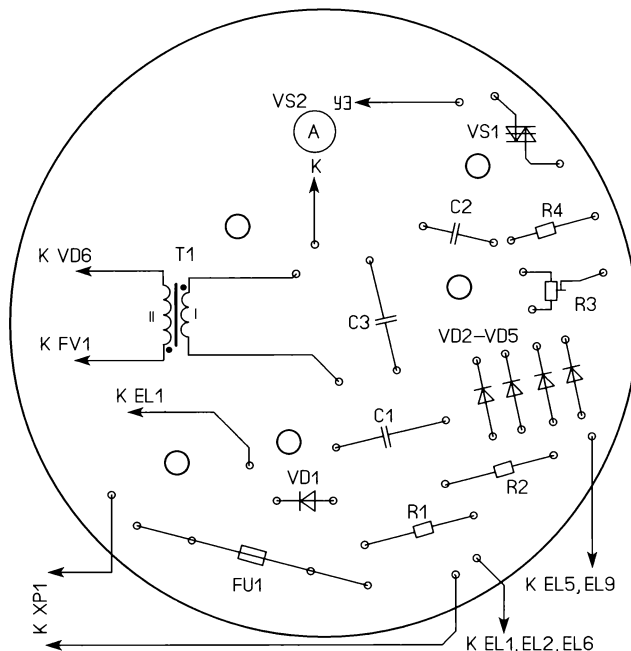 VS2
УЭ
A
VS1
К
C2
R4
К VD6
T1
II
I
R3
К FV1
C3
VD2–VD5
К EL1
C1
VD1
R2
R1
FU1
К XP1
К EL5, EL9
К EL1, EL2, EL6